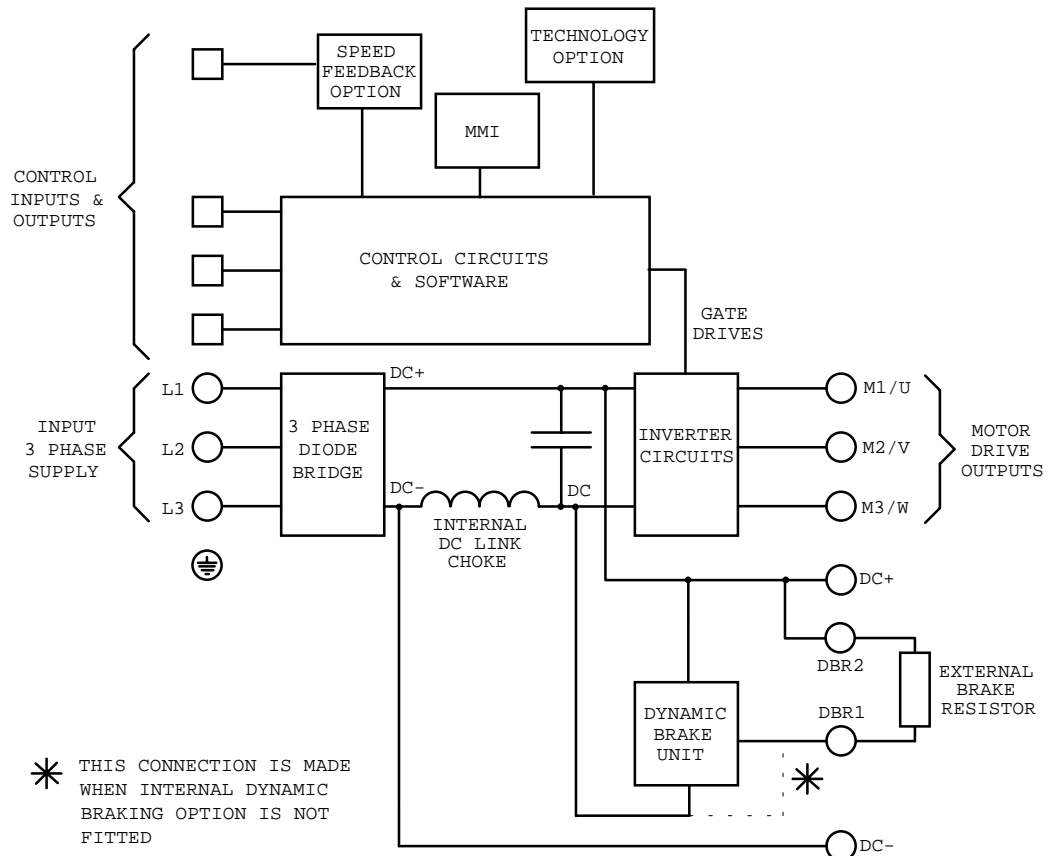 TECHNOLOGY
OPTION
SPEED
FEEDBACK
OPTION
MMI
CONTROL
INPUTS &
OUTPUTS
CONTROL CIRCUITS
& SOFTWARE
GATE
DRIVES
INPUT
3 PHASE
SUPPLY
L1
L2
L3
3 PHASE
DIODE
BRIDGE
DC+
DC-
INTERNAL
DC LINK
CHOKE
DC
INVERTER
CIRCUITS
M1/U
M2/V
M3/W
MOTOR
DRIVE
OUTPUTS
DC+
DBR2
EXTERNAL
BRAKE
RESISTOR
DYNAMIC
BRAKE
UNIT
DBR1
THIS CONNECTION IS MADE
WHEN INTERNAL DYNAMIC
BRAKING OPTION IS NOT
FITTED
DC-